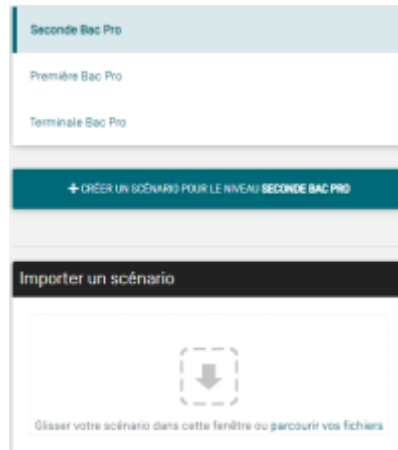 Seconde Bac Pro
Première Bac Pro
Terminale Bac Pro
+ CRÉER UN SCÉNARIO POUR LE NIVEAU SECONDE BAC PRO
Importer un scénario
Glisser votre scénario dans cette fenêtre ou parcourir vos fichiers